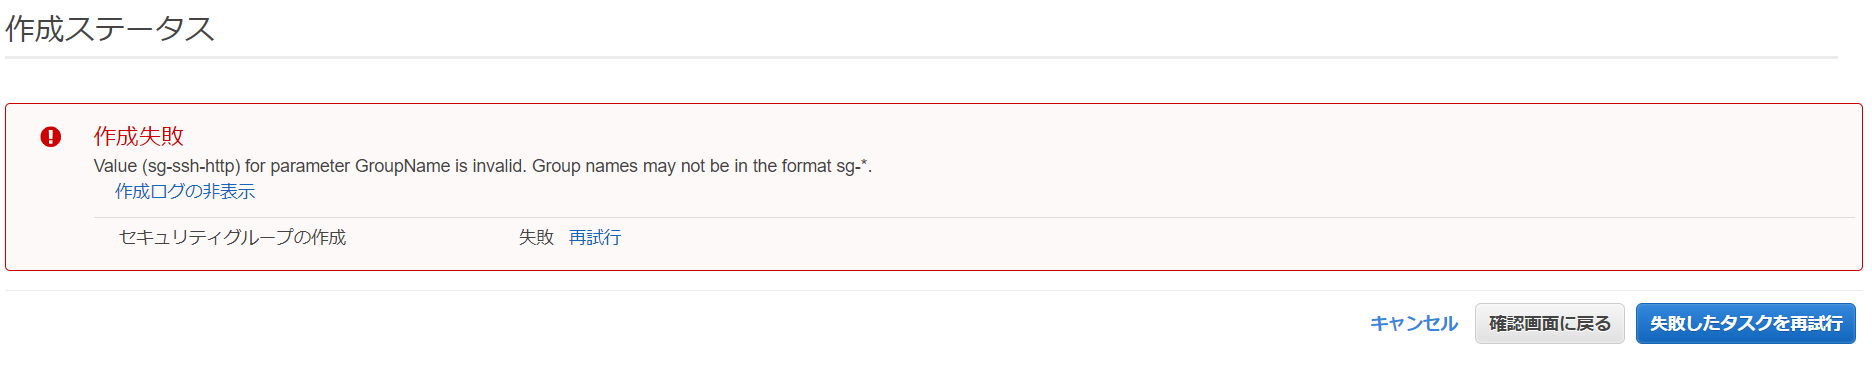 作成ステータス
作成失敗
Value (sg-ssh-http) for parameter GroupName is invalid. Group names may not be in the format sg-*.
作成ログの非表示
セキュリティグループの作成 失敗 再試行
キャンセル 確認画面に戻る 失敗したタスクを再試行